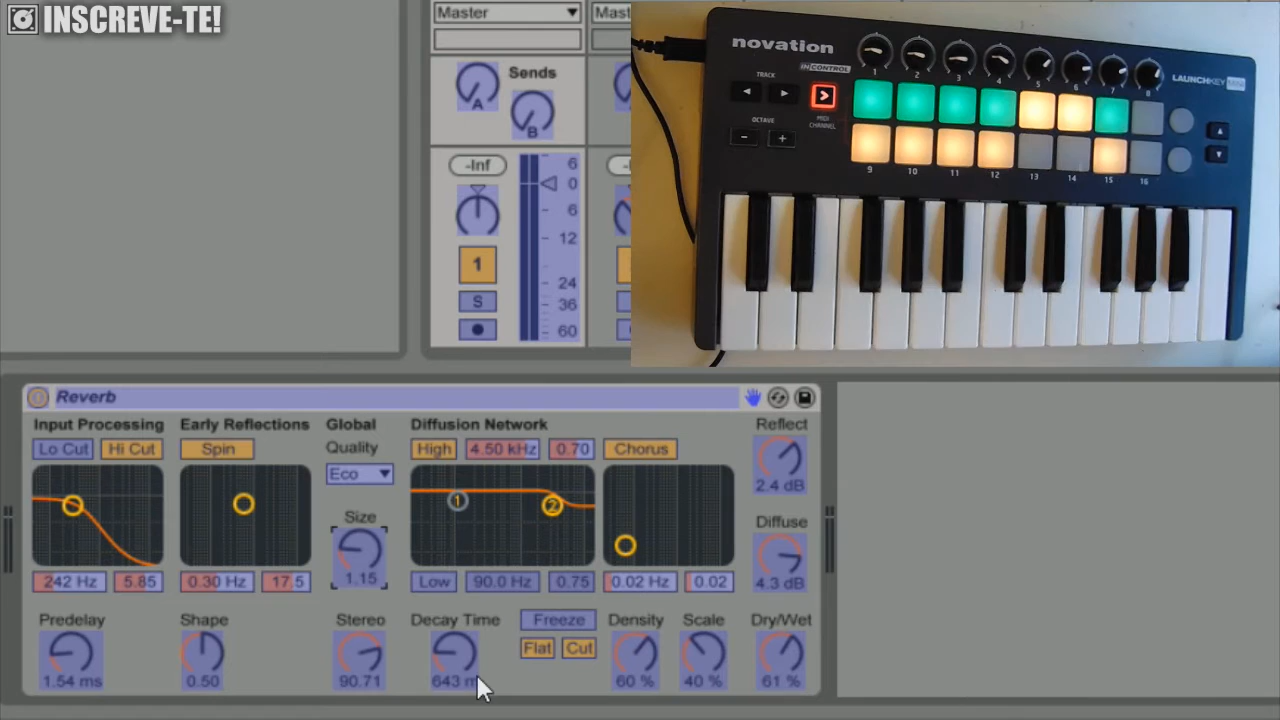 INSCREVE-TE!
Master
Mast
Sends
A
B
-Inf
6
0
6
12
24
36
60
1
S
novation
TRACK
INCONTROL
MIDI
CHANNEL
OCTAVE
- +
1 2 3 4 5 6 7 8
LAUNCHKEY
9 10 11 12 13 14 15 16
Reverb
Input Processing Early Reflections Global Diffusion Network Reflect
Lo Cut Hi Cut Spin Quality High 4.50 kHz 0.70 Chorus
Eco
2.4 dB
1 2
Size
Diffuse
1.15
242 Hz 5.85 0.30 Hz 17.5 Low 90.0 Hz 0.75 0.02 Hz 0.02 4.3 dB
Predelay Shape Stereo Decay Time Freeze Density Scale Dry/Wet
Flat Cut
1.54 ms 0.50 90.71 643 m 60 % 40 % 61 %